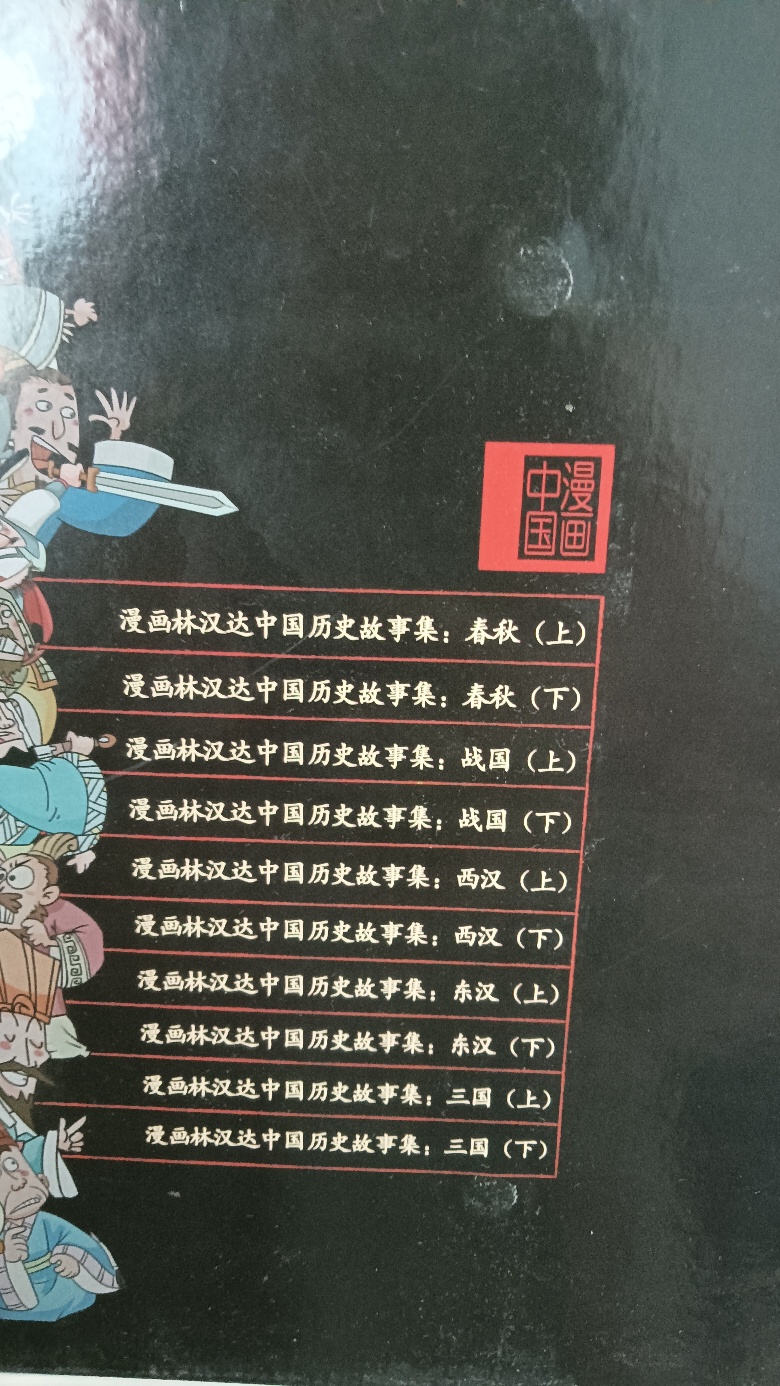 漫画
中国
漫画林汉达中国历史故事集：春秋（上）
漫画林汉达中国历史故事集：春秋（下）
漫画林汉达中国历史故事集：战国（上）
漫画林汉达中国历史故事集：战国（下）
漫画林汉达中国历史故事集：西汉（上）
漫画林汉达中国历史故事集：西汉（下）
漫画林汉达中国历史故事集：东汉（上）
漫画林汉达中国历史故事集：东汉（下）
漫画林汉达中国历史故事集：三国（上）
漫画林汉达中国历史故事集：三国（下）